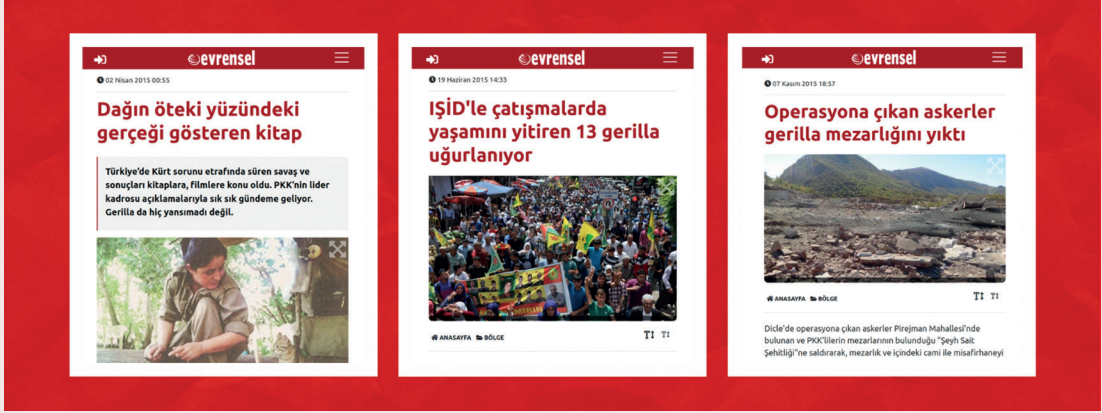 evrensel
02 Nisan 2015 00:55
Dağın öteki yüzündeki
gerçeği gösteren kitap
Türkiye'de Kürt sorunu etrafında süren savaş ve
sonuçları kitaplara, filmlere konu oldu. PKK'nin lider
kadrosu açıklamalarıyla sık sık gündeme geliyor.
Gerilla da hiç yansımadı değil.
evrensel
19 Haziran 2015 14:33
IŞİD'le çatışmalarda
yaşamını yitiren 13 gerilla
uğurlanıyor
ANASAYFA BÖLGE
TI TI
evrensel
07 Kasım 2015 18:57
Operasyona çıkan askerler
gerilla mezarlığını yıktı
ANASAYFA BÖLGE
TI TI
Dicle'de operasyona çıkan askerler Pirejman Mahallesi'nde
bulunan ve PKK'lilerin mezarlarının bulunduğu "Şeyh Sait
Şehitliği"ne saldırarak, mezarlık ve içindeki cami ile misafirhaneyi